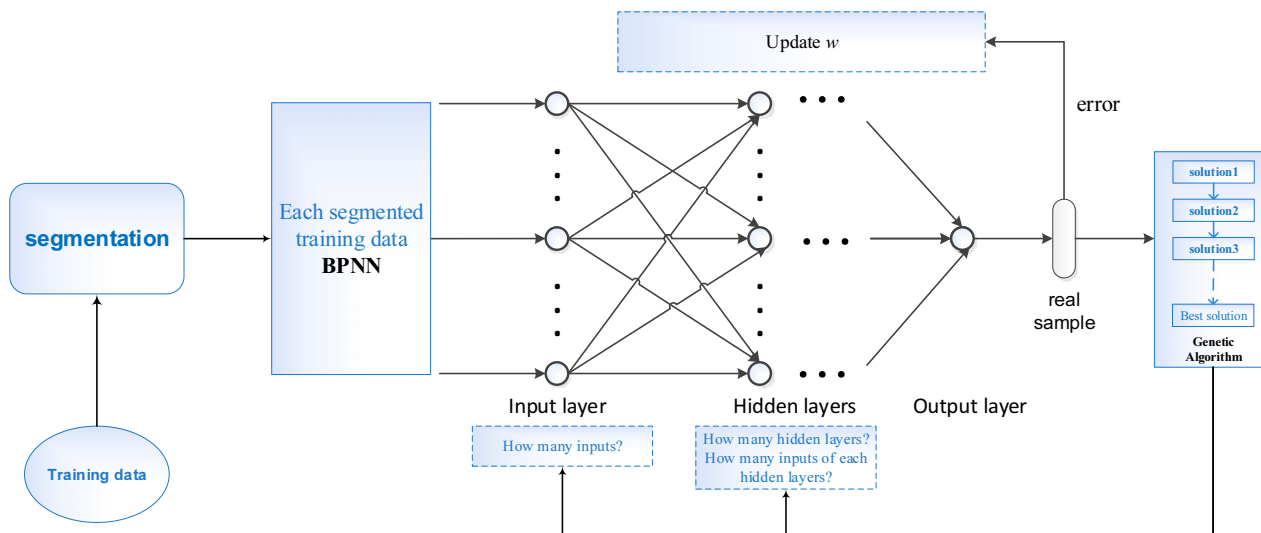 Update w
error
solution1
solution2
solution3
Best solution
Genetic
Algorithm
segmentation
Each segmented
training data
BPNN
real
sample
Input layer
Hidden layers
Output layer
How many inputs?
How many hidden layers?
How many inputs of each
hidden layers?
Training data